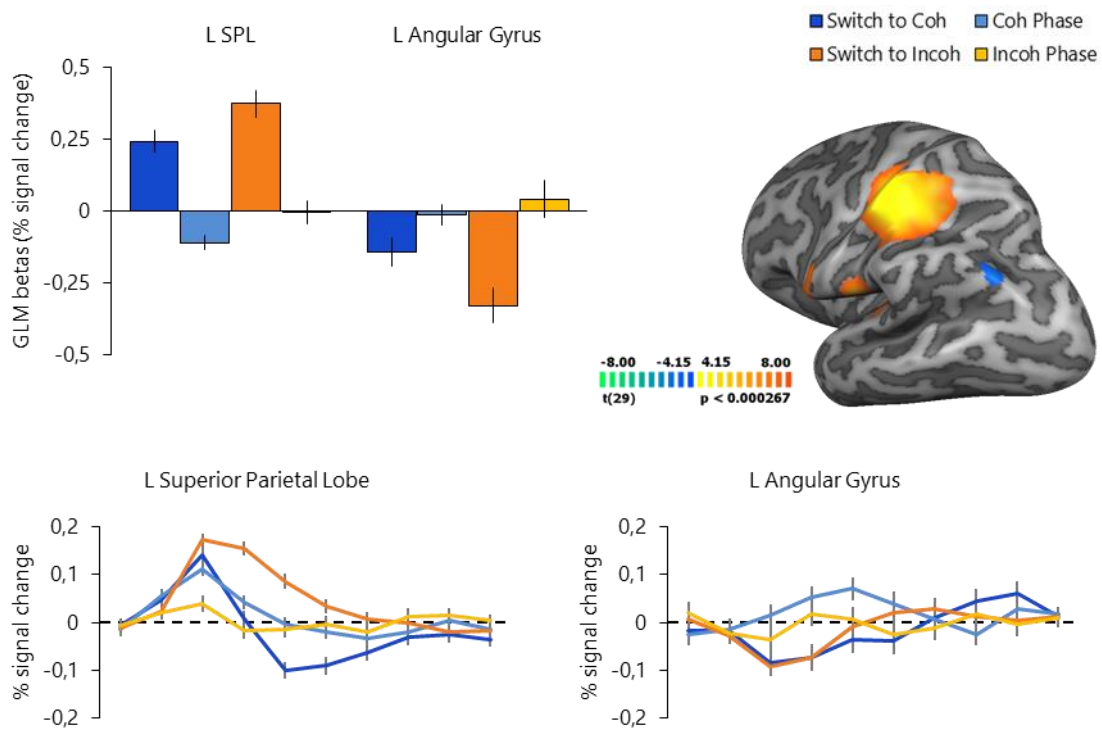 Switch to Coh
Coh Phase
Switch to Incoh
Incoh Phase
L SPL
L Angular Gyrus
GLM betas (% signal change)
0,5
0,25
0
-0,25
-0,5
-8.00 -4.15 4.15 8.00
t(29) p < 0.000267
L Superior Parietal Lobe
% signal change
0,2
0,1
0
-0,1
-0,2
L Angular Gyrus
% signal change
0,2
0,1
0
-0,1
-0,2